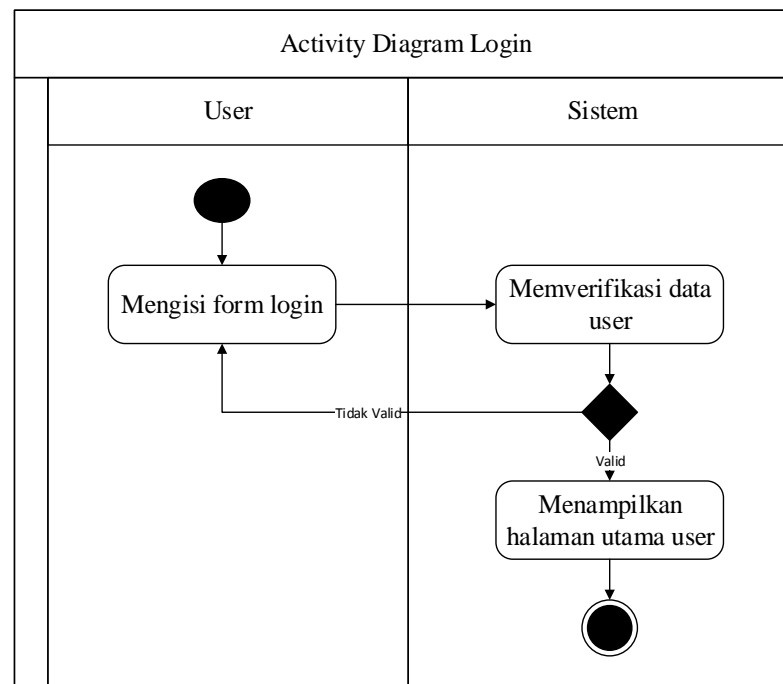 Activity Diagram Login
User
Sistem
Mengisi form login
Memverifikasi data
user
Tidak Valid
Valid
Menampilkan
halaman utama user